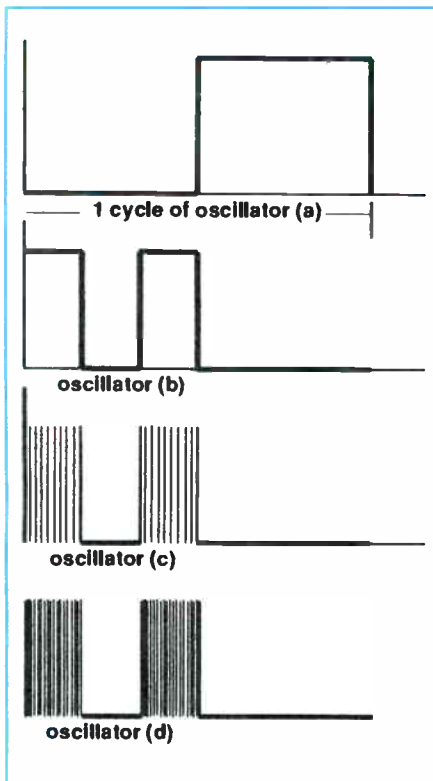 1 cycle of oscillator (a)
oscillator (b)
oscillator (c)
oscillator (d)